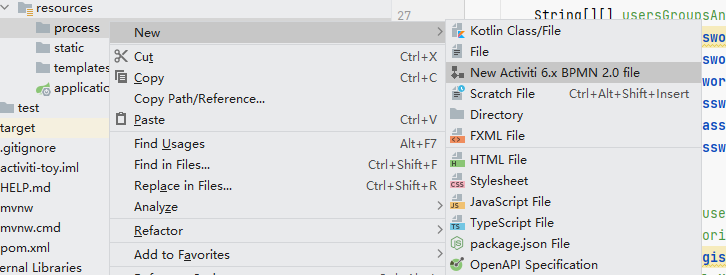 resources
process
static
templates
applicatio
test
target
.gitignore
activiti-toy.iml
HELP.md
mvnw
mvnw.cmd
pom.xml
ernal Libraries
New
Cut Ctrl+X
Copy Ctrl+C
Copy Path/Reference...
Paste Ctrl+V
Find Usages Alt+F7
Find in Files... Ctrl+Shift+F
Replace in Files... Ctrl+Shift+R
Analyze
Refactor
Add to Favorites
Kotlin Class/File
File
New Activiti 6.x BPMN 2.0 file
Scratch File Ctrl+Alt+Shift+Insert
Directory
FXML File
HTML File
Stylesheet
JavaScript File
TypeScript File
package.json File
OpenAPI Specification
27
String[][] usersGroupsAn
swo
swo
wor
ssw
ass
ssw
use
ori
gis